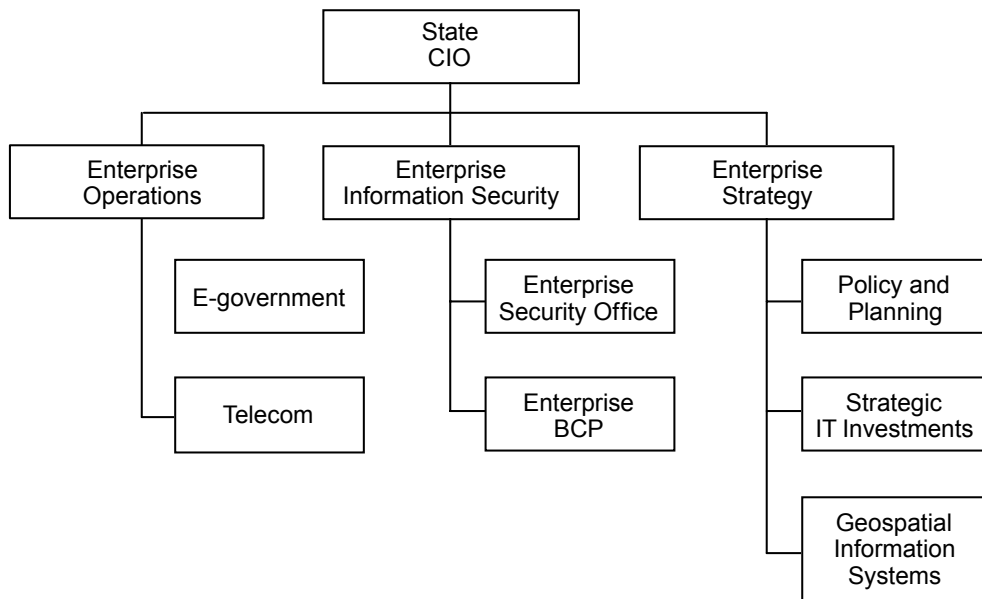 State
CIO
Enterprise
Operations
Enterprise
Information Security
Enterprise
Strategy
E-government
Enterprise
Security Office
Policy and
Planning
Telecom
Enterprise
BCP
Strategic
IT Investments
Geospatial
Information
Systems